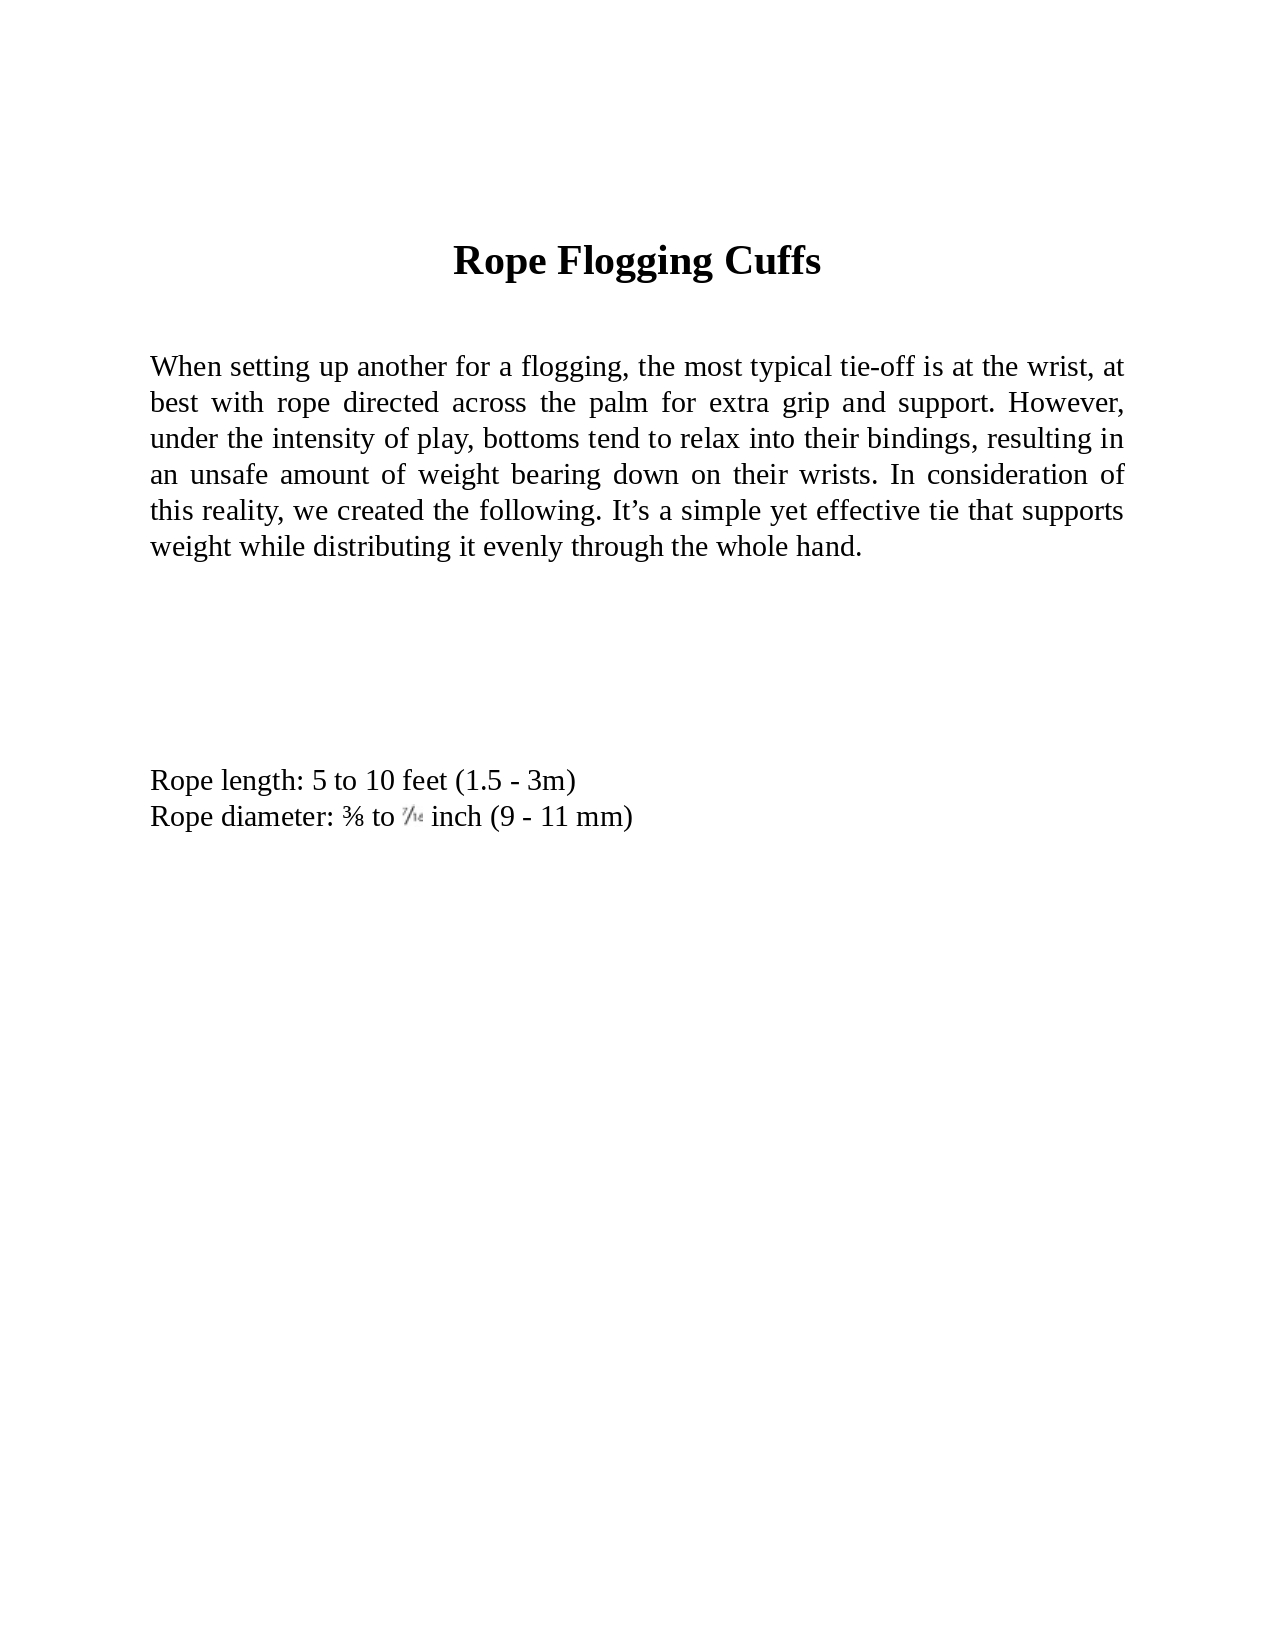 Rope Flogging Cuffs
When setting up another for a flogging, the most typical tie-off is at the wrist, at
best with rope directed across the palm for extra grip and support. However,
under the intensity of play, bottoms tend to relax into their bindings, resulting in
an unsafe amount of weight bearing down on their wrists. In consideration of
this reality, we created the following. It’s a simple yet effective tie that supports
weight while distributing it evenly through the whole hand.
Rope length: 5 to 10 feet (1.5 - 3m)
Rope diameter: ⅜ to 7/16 inch (9 - 11 mm)